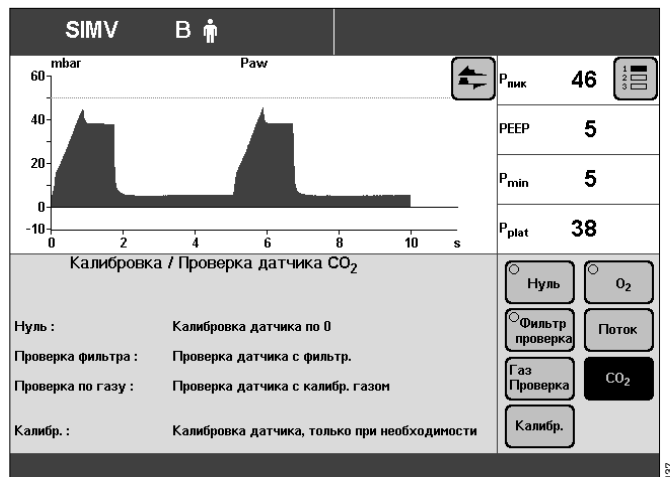 SIMV B
mbar Paw
60
40
20
0
-10
0 2 4 6 8 10 s
Pпик 46
1
2
3
PEEP 5
Pmin 5
Pplat 38
Калибровка / Проверка датчика CO2
Нуль : Калибровка датчика по 0
Проверка фильтра : Проверка датчика с фильтр.
Проверка по газу : Проверка датчика с калибр. газом
Калибр. : Калибровка датчика, только при необходимости
Нуль
O2
Фильтр
проверка
Поток
Газ
Проверка
CO2
Калибр.